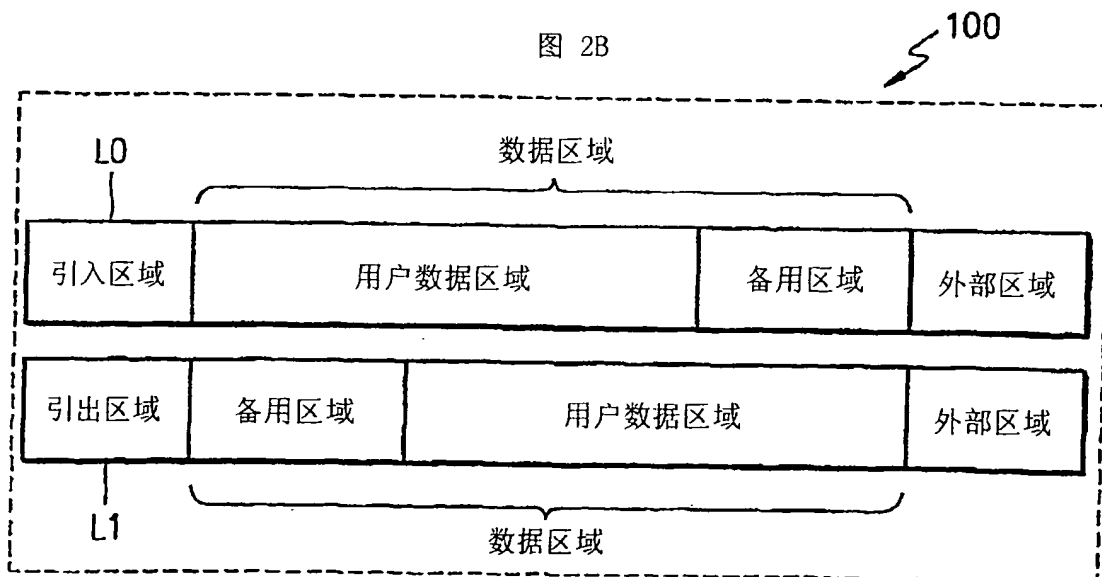 图 2B
100
数据区域
L0
引入区域 用户数据区域 备用区域 外部区域
引出区域 备用区域 用户数据区域 外部区域
L1
数据区域